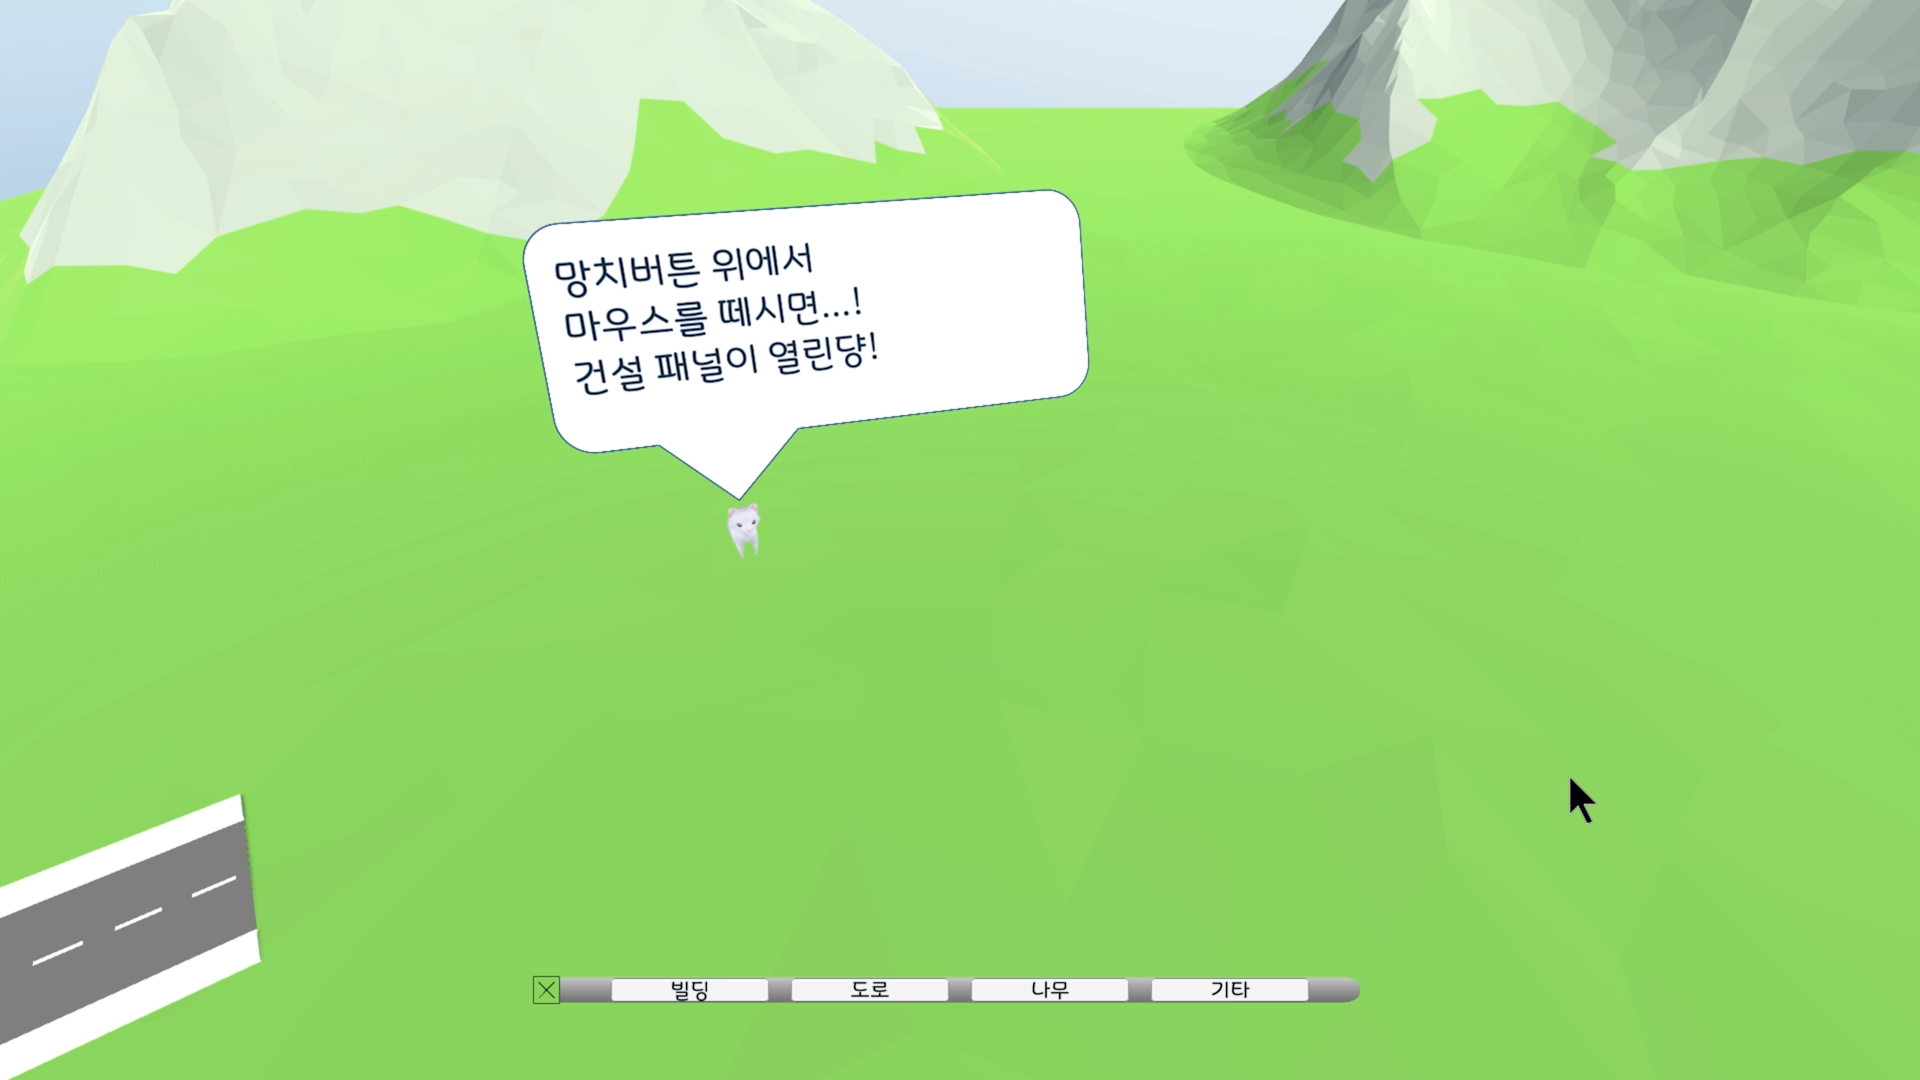 망치버튼 위에서
마우스를 떼시면...!
건설 패널이 열린댱!
빌딩
도로
나무
기타